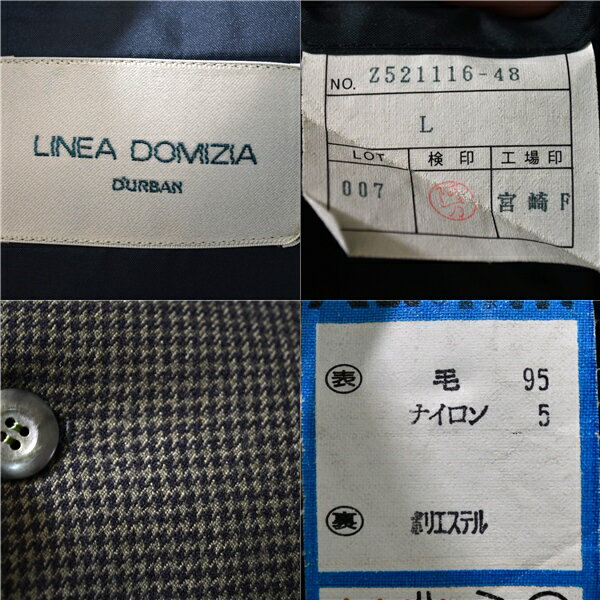 LINEA DOMIZIA
D'URBAN
NO. Z521116-48
L
LOT 検印 工場印
007 宮崎F
表 毛 95
ナイロン 5
裏 ポリエステル